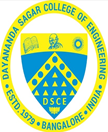 DAYANANDA SAGAR COLLEGE OF ENGINEERING
DSCE
ESTD. 1979 • BANGALORE • INDIA